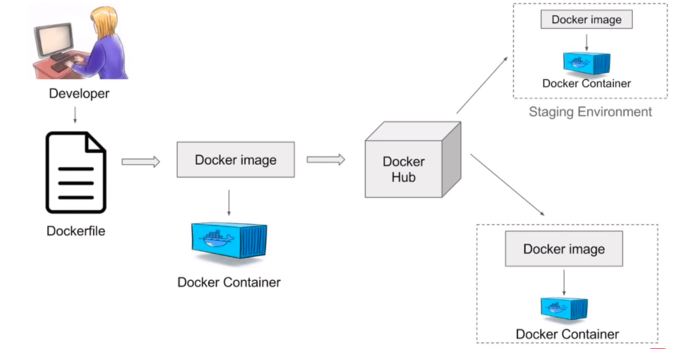 Developer
Dockerfile
Docker image
Docker Container
Docker
Hub
Docker image
Docker Container
Staging Environment
Docker image
Docker Container